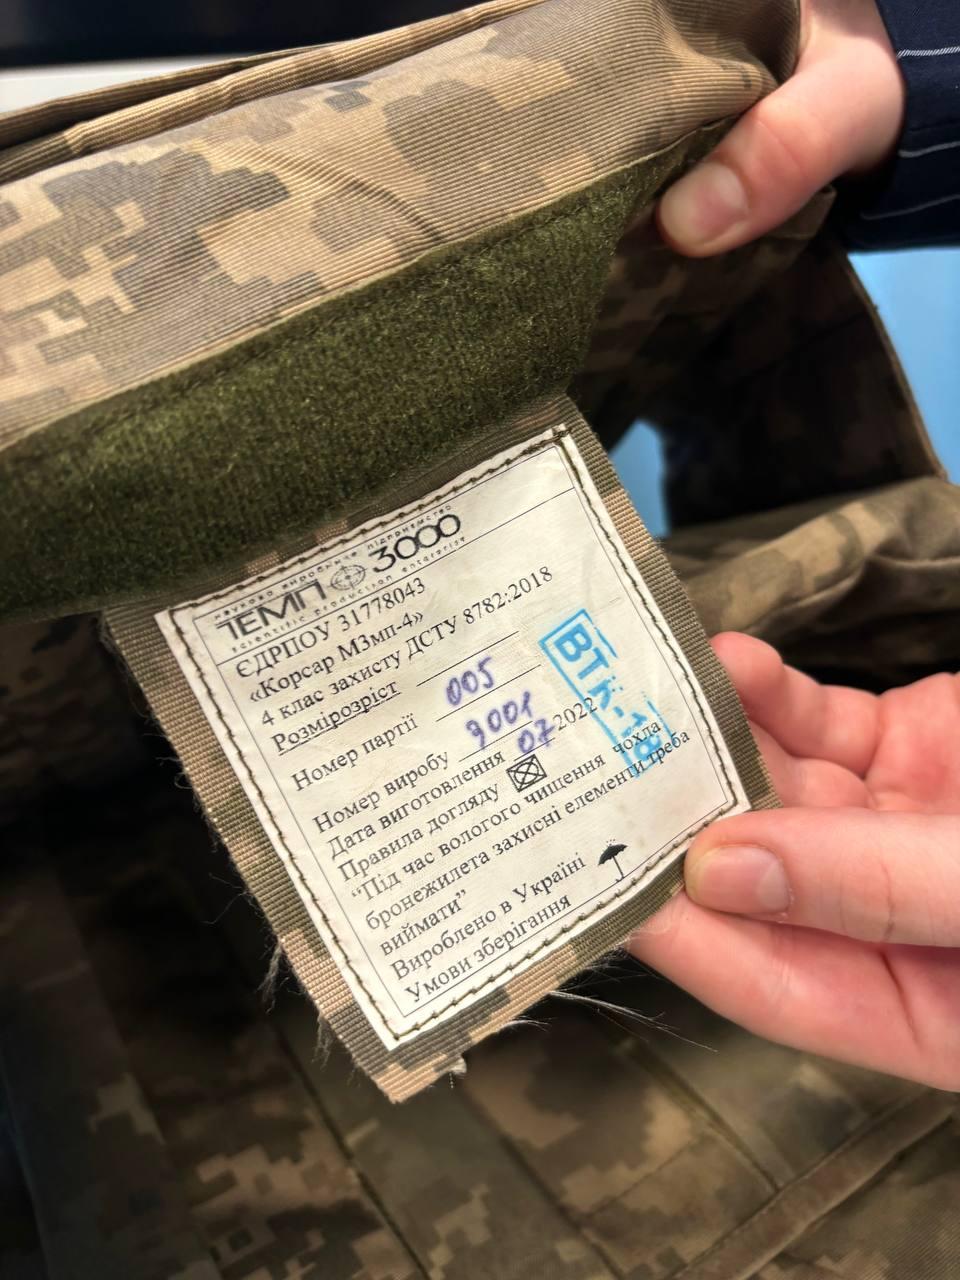 науково виробниче підприємство
ТЕМП 3000
scientific production enterprise
ЄДРПОУ 31778043
«Корсар МЗмп-4»
4 клас захисту ДСТУ 8782:2018
Розмірозріст
Номер партії 005
Номер виробу 9001
Дата виготовлення 07 2022
Правила догляду
“Під час вологого чищення чохла
бронежилета захисні елементи треба
виймати”
Вироблено в Україні
Умови зберігання
ВТК-18